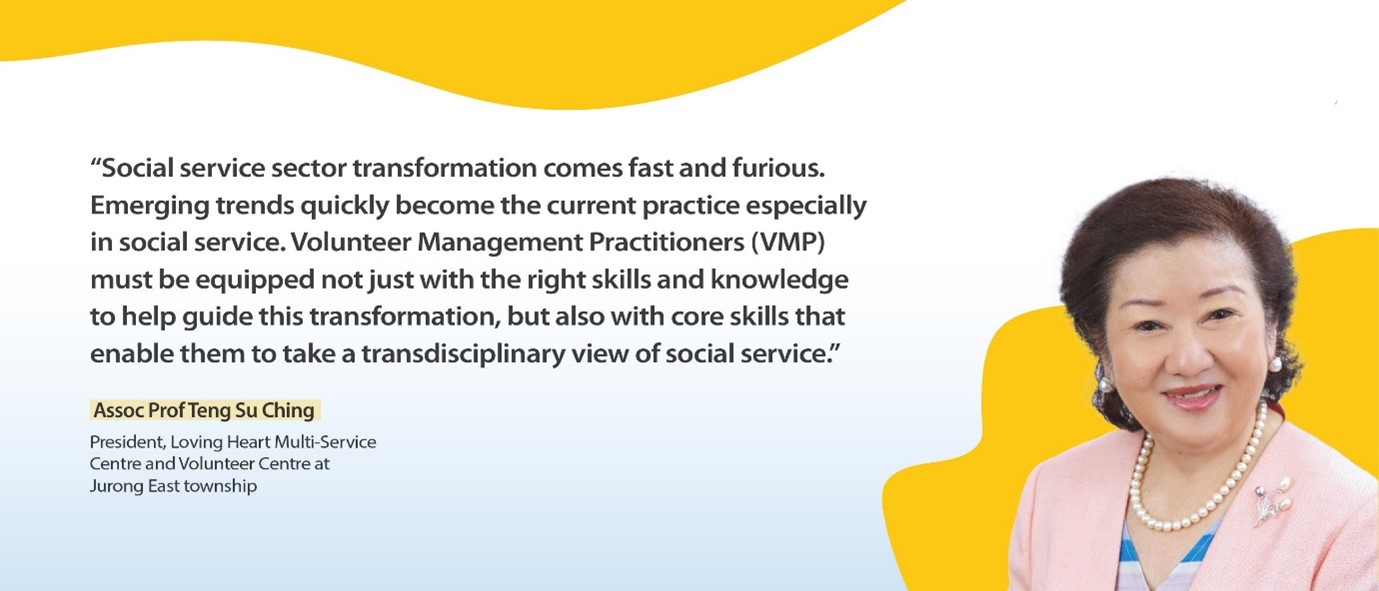 “Social service sector transformation comes fast and furious.
Emerging trends quickly become the current practice especially
in social service. Volunteer Management Practitioners (VMP)
must be equipped not just with the right skills and knowledge
to help guide this transformation, but also with core skills that
enable them to take a transdisciplinary view of social service.”
Assoc Prof Teng Su Ching
President, Loving Heart Multi-Service
Centre and Volunteer Centre at
Jurong East township